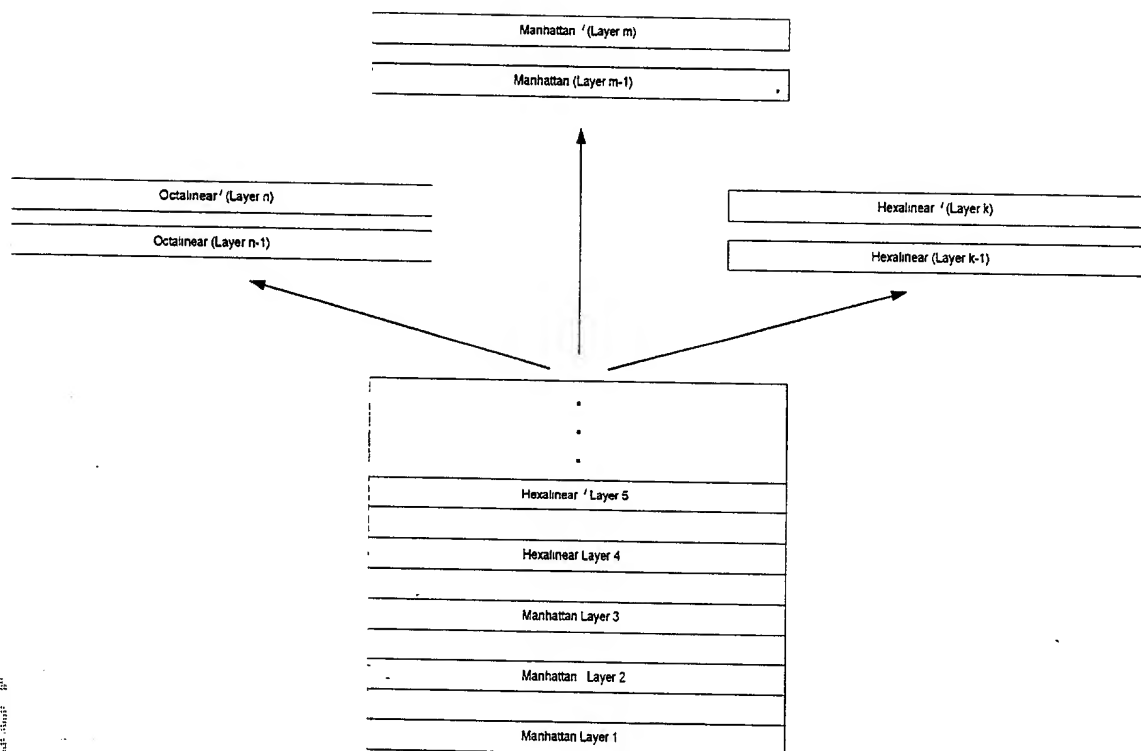 Manhattan ' (Layer m)
Manhattan (Layer m-1)
Octalinear ' (Layer n)
Octalinear (Layer n-1)
Hexalinear ' (Layer k)
Hexalinear (Layer k-1)
Hexalinear ' Layer 5
Hexalinear Layer 4
Manhattan Layer 3
Manhattan Layer 2
Manhattan Layer 1